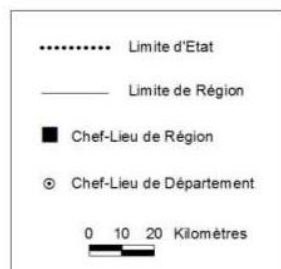 Limite d'Etat
Limite de Région
Chef-Lieu de Région
Chef-Lieu de Département
0 10 20 Kilomètres